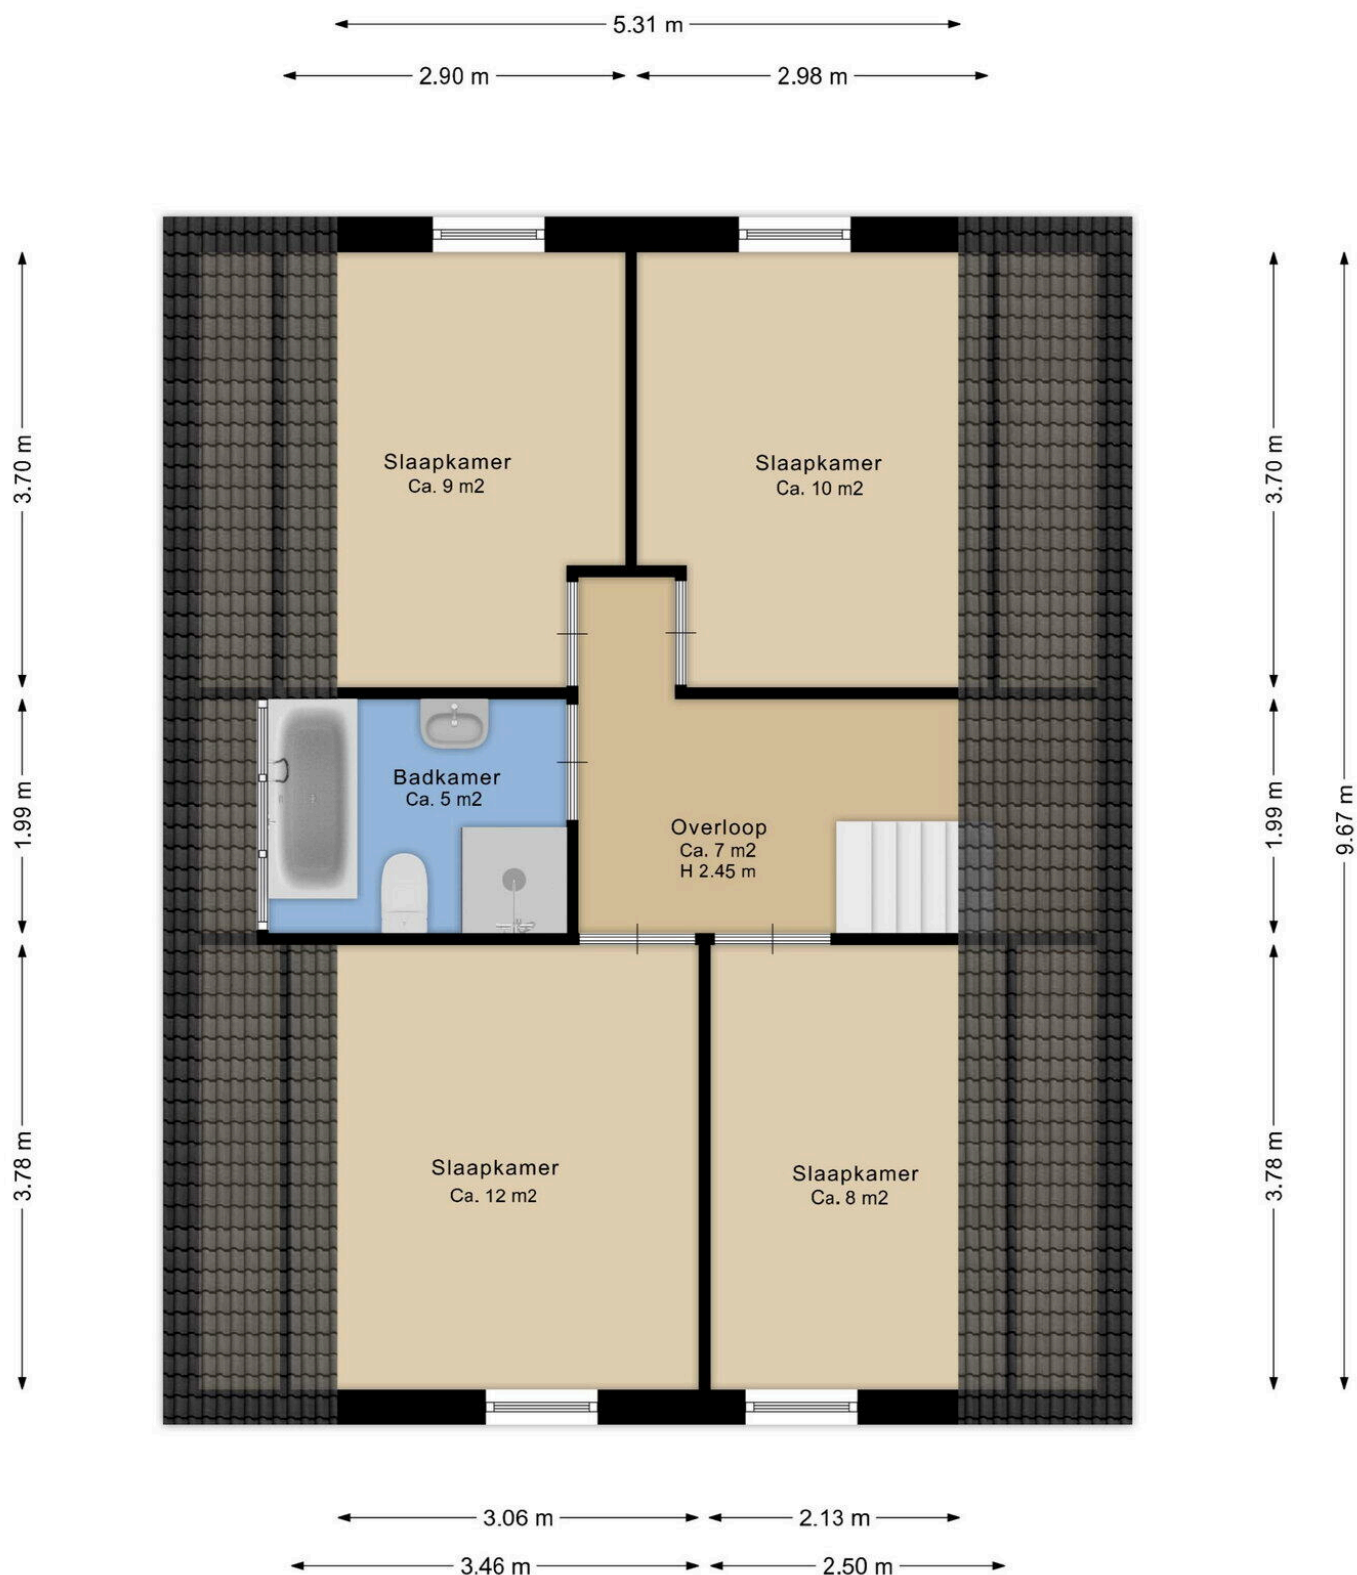 5.31 m
2.90 m
2.98 m
Slaapkamer
Ca. 9 m2
Slaapkamer
Ca. 10 m2
3.70 m
3.70 m
Badkamer
Ca. 5 m2
Overloop
Ca. 7 m2
H 2.45 m
1.99 m
1.99 m
9.67 m
Slaapkamer
Ca. 12 m2
Slaapkamer
Ca. 8 m2
3.78 m
3.78 m
3.06 m
2.13 m
3.46 m
2.50 m